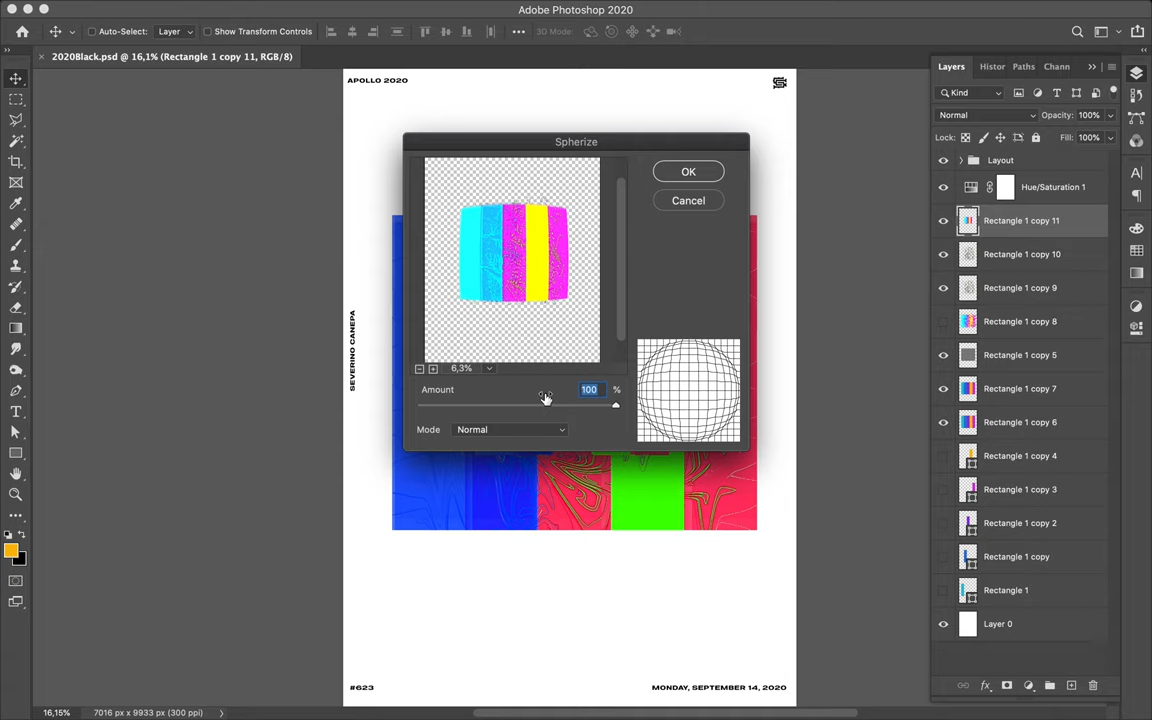 Adobe Photoshop 2020
Auto-Select:
Layer
Show Transform Controls
3D Mode:
2020Black.psd @ 16,1% (Rectangle 1 copy 11, RGB/8)
APOLLO 2020
SEVERINO CANEPA
Spherize
OK
Cancel
6,3%
Amount
100
%
Mode
Normal
#623
MONDAY, SEPTEMBER 14, 2020
16,15%
7016 px x 9933 px (300 ppi)
Layers
Histor
Paths
Chann
Kind
Normal
Opacity:
100%
Lock:
Fill:
100%
Layout
Hue/Saturation 1
Rectangle 1 copy 11
Rectangle 1 copy 10
Rectangle 1 copy 9
Rectangle 1 copy 8
Rectangle 1 copy 5
Rectangle 1 copy 7
Rectangle 1 copy 6
Rectangle 1 copy 4
Rectangle 1 copy 3
Rectangle 1 copy 2
Rectangle 1 copy
Rectangle 1
Layer 0